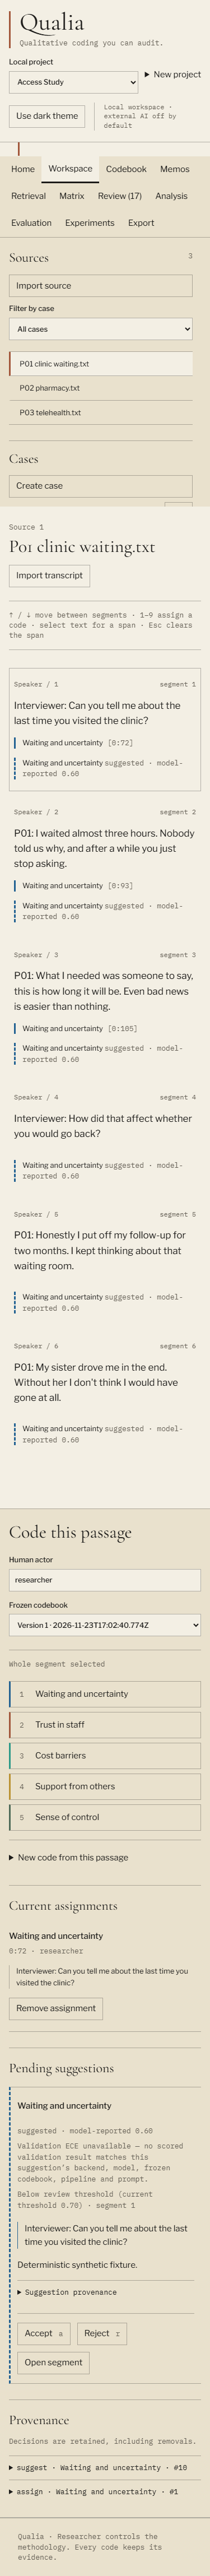 Qualia
Qualitative coding you can audit.
Local project
Access Study
New project
Use dark theme
Local workspace ·
external AI off by
default
Home
Workspace
Codebook
Memos
Retrieval
Matrix
Review (17)
Analysis
Evaluation
Experiments
Export
Sources
3
Import source
Filter by case
All cases
P01 clinic waiting.txt
P02 pharmacy.txt
P03 telehealth.txt
Cases
Create case
Source 1
P01 clinic waiting.txt
Import transcript
↑ / ↓ move between segments · 1–9 assign a
code · select text for a span · Esc clears
the span
Speaker / 1
segment 1
Interviewer: Can you tell me about the
last time you visited the clinic?
Waiting and uncertainty [0:72]
Waiting and uncertainty suggested · model-
reported 0.60
Speaker / 2
segment 2
P01: I waited almost three hours. Nobody
told us why, and after a while you just
stop asking.
Waiting and uncertainty [0:93]
Waiting and uncertainty suggested · model-
reported 0.60
Speaker / 3
segment 3
P01: What I needed was someone to say,
this is how long it will be. Even bad news
is easier than nothing.
Waiting and uncertainty [0:105]
Waiting and uncertainty suggested · model-
reported 0.60
Speaker / 4
segment 4
Interviewer: How did that affect whether
you would go back?
Waiting and uncertainty suggested · model-
reported 0.60
Speaker / 5
segment 5
P01: Honestly I put off my follow-up for
two months. I kept thinking about that
waiting room.
Waiting and uncertainty suggested · model-
reported 0.60
Speaker / 6
segment 6
P01: My sister drove me in the end.
Without her I don't think I would have
gone at all.
Waiting and uncertainty suggested · model-
reported 0.60
Code this passage
Human actor
researcher
Frozen codebook
Version 1 · 2026-11-23T17:02:40.774Z
Whole segment selected
1 Waiting and uncertainty
2 Trust in staff
3 Cost barriers
4 Support from others
5 Sense of control
New code from this passage
Current assignments
Waiting and uncertainty
0:72 · researcher
Interviewer: Can you tell me about the last time you
visited the clinic?
Remove assignment
Pending suggestions
Waiting and uncertainty
suggested · model-reported 0.60
Validation ECE unavailable — no scored
validation result matches this
suggestion's backend, model, frozen
codebook, pipeline and prompt.
Below review threshold (current
threshold 0.70) · segment 1
Interviewer: Can you tell me about the last
time you visited the clinic?
Deterministic synthetic fixture.
Suggestion provenance
Accept a
Reject r
Open segment
Provenance
Decisions are retained, including removals.
suggest · Waiting and uncertainty · #10
assign · Waiting and uncertainty · #1
Qualia · Researcher controls the
methodology. Every code keeps its
evidence.